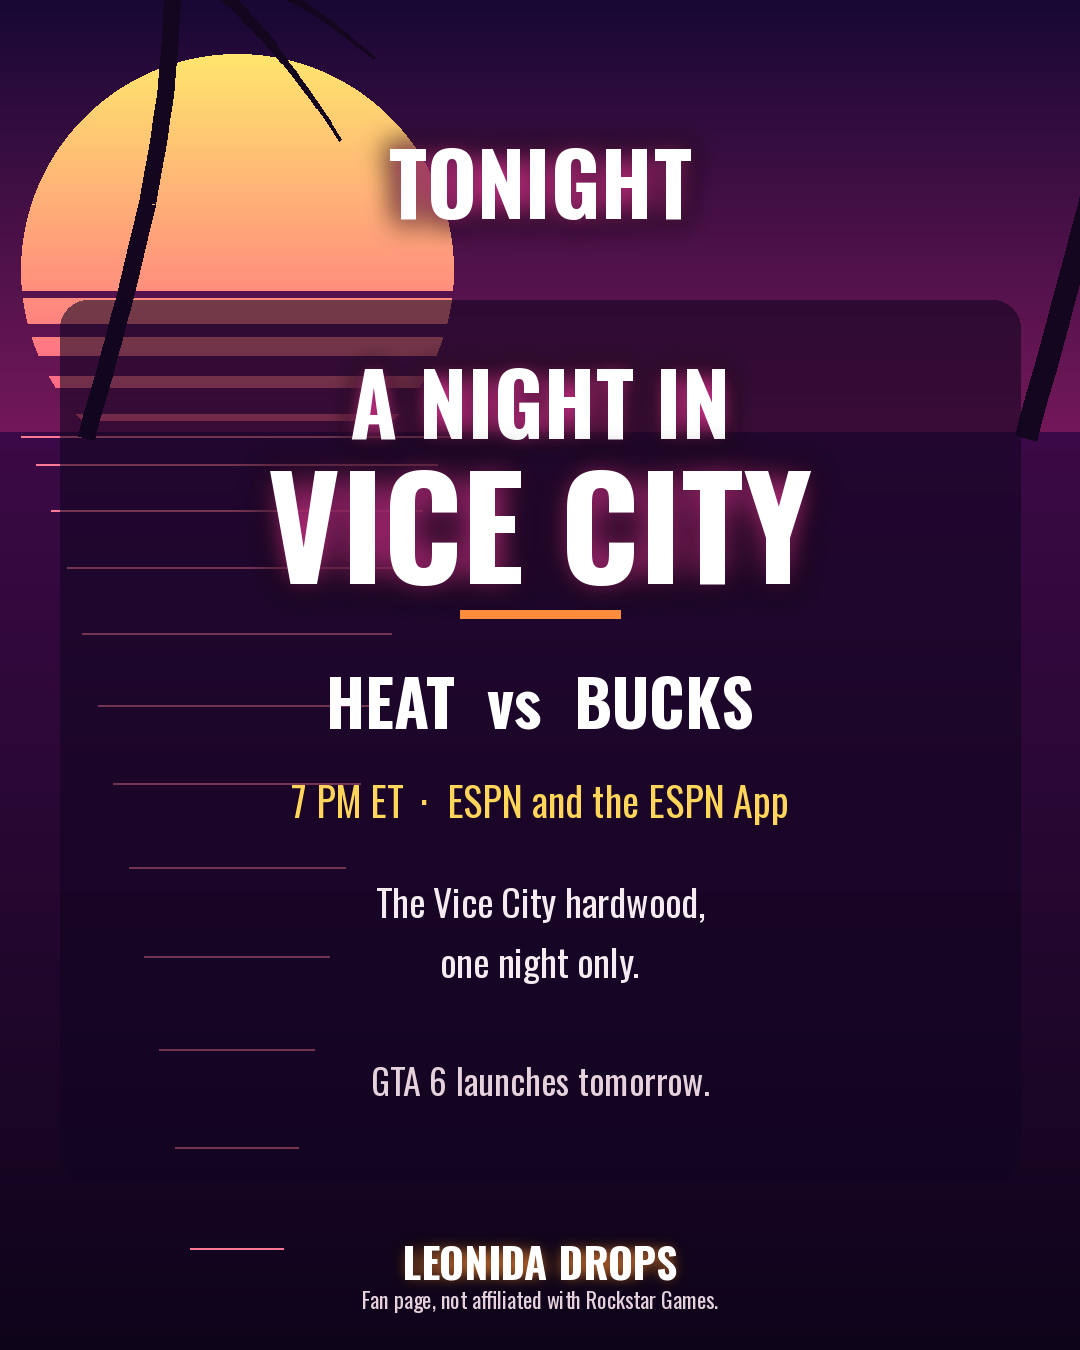 TONIGHT
A NIGHT IN
VICE CITY
HEAT vs BUCKS
7 PM ET · ESPN and the ESPN App
The Vice City hardwood,
one night only.
GTA 6 launches tomorrow.
LEONIDA DROPS
Fan page, not affiliated with Rockstar Games.